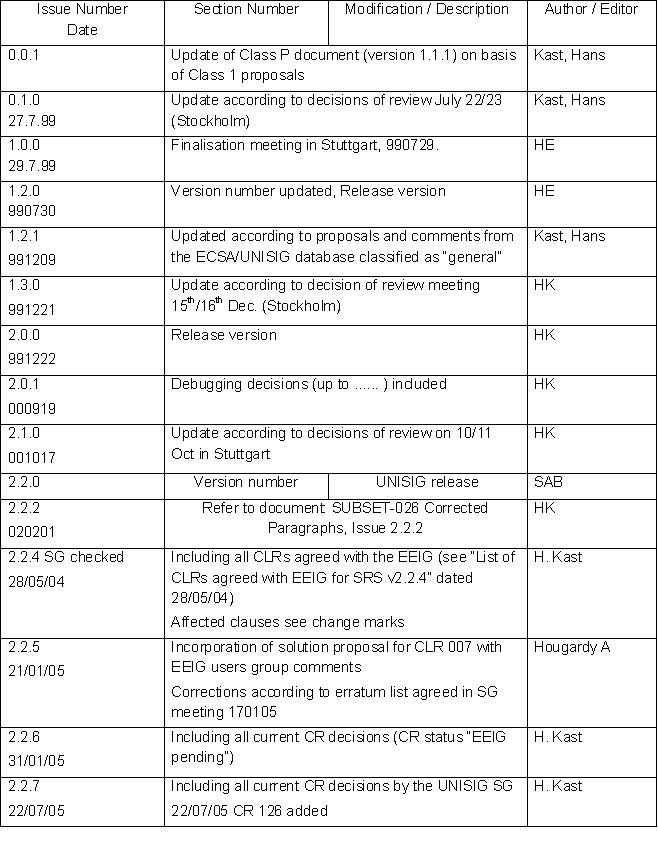 Issue Number Section Number Modification / Description Author / Editor
Date
0.0.1 Update of Class P document (version 1.1.1) on basis Kast, Hans
of Class 1 proposals
0.1.0 Update according to decisions of review July 22/23 Kast, Hans
27.7.99 (Stockholm)
1.0.0 Finalisation meeting in Stuttgart, 990729. HE
29.7.99
1.2.0 Version number updated, Release version HE
990730
1.2.1 Updated according to proposals and comments from Kast, Hans
991209 the ECSA/UNISIG database classified as “general”
1.3.0 Update according to decision of review meeting HK
991221 15th/16th Dec. (Stockholm)
2.0.0 Release version HK
991222
2.0.1 Debugging decisions (up to ...... ) included HK
000919
2.1.0 Update according to decisions of review on 10/11 HK
001017 Oct in Stuttgart
2.2.0 Version number UNISIG release SAB
2.2.2 Refer to document: SUBSET-026 Corrected HK
020201 Paragraphs, Issue 2.2.2
2.2.4 SG checked Including all CLRs agreed with the EEIG (see “List of H. Kast
28/05/04 CLRs agreed with EEIG for SRS v2.2.4” dated
28/05/04)
Affected clauses see change marks
2.2.5 Incorporation of solution proposal for CLR 007 with Hougardy A
21/01/05 EEIG users group comments
Corrections according to erratum list agreed in SG
meeting 170105
2.2.6 Including all current CR decisions (CR status “EEIG H. Kast
31/01/05 pending”)
2.2.7 Including all current CR decisions by the UNISIG SG H. Kast
22/07/05 22/07/05 CR 126 added